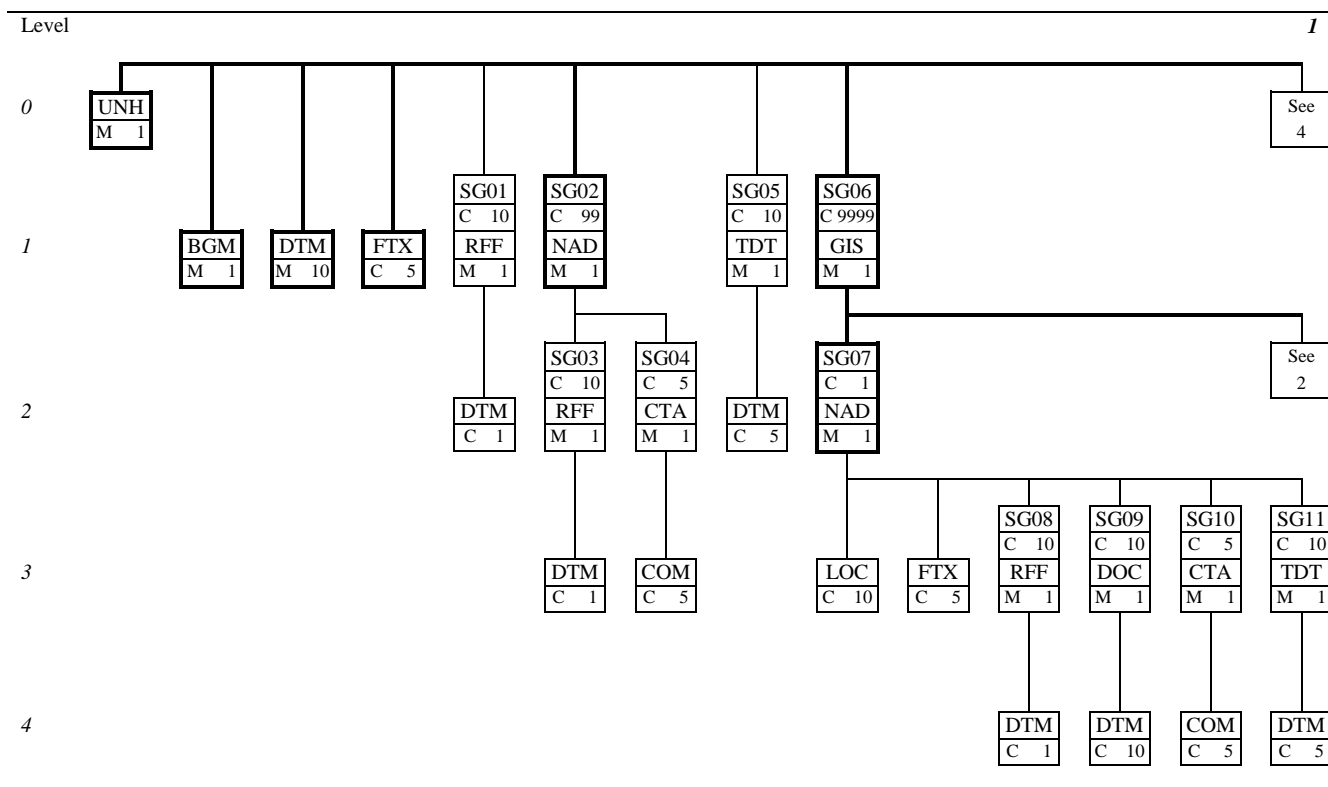 Level 1
0 UNH See
M 1 4
SG01 SG02 SG05 SG06
C 10 C 99 C 10 C 9999
1 BGM DTM FTX RFF NAD TDT GIS
M 1 M 10 C 5 M 1 M 1 M 1 M 1
SG03 SG04 SG07 See
C 10 C 5 C 1 2
2 DTM RFF CTA DTM NAD
C 1 M 1 M 1 C 5 M 1
SG08 SG09 SG10 SG11
C 10 C 10 C 5 C 10
3 DTM COM LOC FTX RFF DOC CTA TDT
C 1 C 5 C 10 C 5 M 1 M 1 M 1 M 1
4 DTM DTM COM DTM
C 1 C 10 C 5 C 5